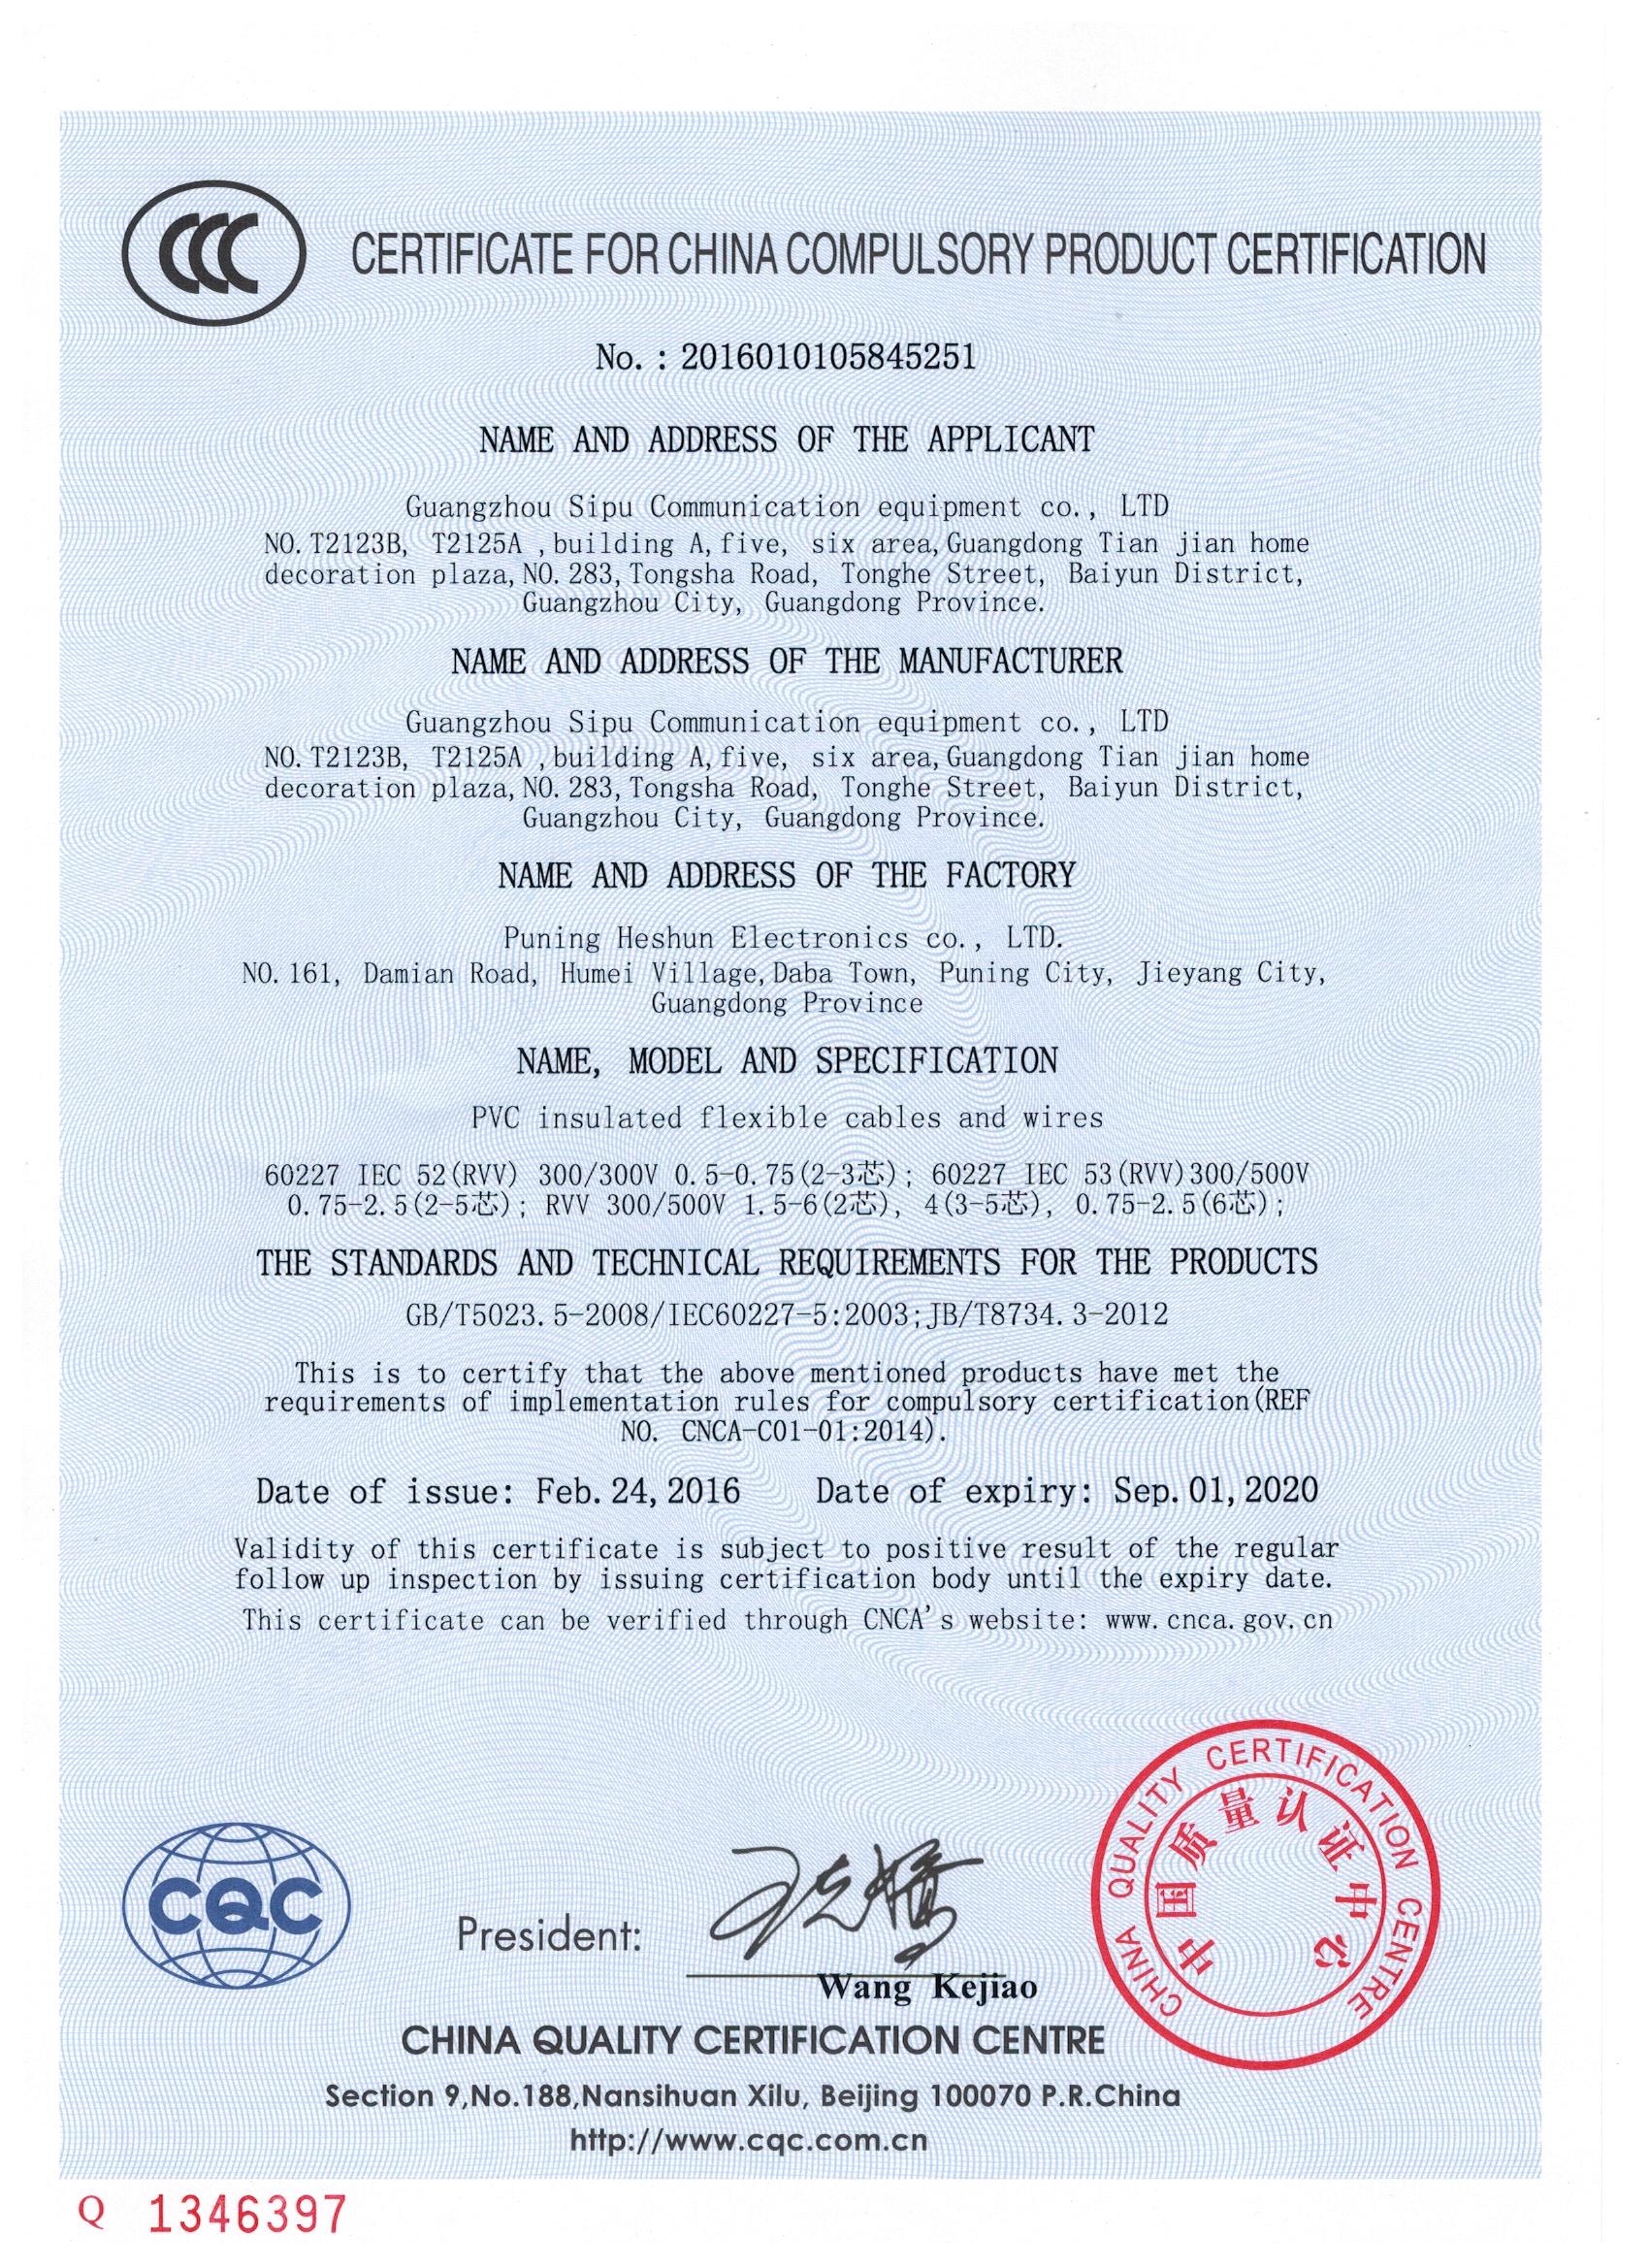 CCC
CERTIFICATE FOR CHINA COMPULSORY PRODUCT CERTIFICATION
No. : 2016010105845251
NAME AND ADDRESS OF THE APPLICANT
Guangzhou Sipu Communication equipment co., LTD
NO. T2123B, T2125A ,building A, five, six area, Guangdong Tian jian home
decoration plaza, NO. 283, Tongsha Road, Tonghe Street, Baiyun District,
Guangzhou City, Guangdong Province.
NAME AND ADDRESS OF THE MANUFACTURER
Guangzhou Sipu Communication equipment co., LTD
NO. T2123B, T2125A ,building A, five, six area, Guangdong Tian jian home
decoration plaza, NO. 283, Tongsha Road, Tonghe Street, Baiyun District,
Guangzhou City, Guangdong Province.
NAME AND ADDRESS OF THE FACTORY
Puning Heshun Electronics co., LTD.
NO. 161, Damian Road, Humei Village, Daba Town, Puning City, Jieyang City,
Guangdong Province
NAME, MODEL AND SPECIFICATION
PVC insulated flexible cables and wires
60227 IEC 52(RVV) 300/300V 0.5-0.75(2-3芯); 60227 IEC 53(RVV)300/500V
0.75-2.5(2-5芯); RVV 300/500V 1.5-6(2芯), 4(3-5芯), 0.75-2.5(6芯);
THE STANDARDS AND TECHNICAL REQUIREMENTS FOR THE PRODUCTS
GB/T5023.5-2008/IEC60227-5:2003;JB/T8734.3-2012
This is to certify that the above mentioned products have met the
requirements of implementation rules for compulsory certification(REF
NO. CNCA-C01-01:2014).
Date of issue: Feb. 24, 2016 Date of expiry: Sep. 01, 2020
Validity of this certificate is subject to positive result of the regular
follow up inspection by issuing certification body until the expiry date.
This certificate can be verified through CNCA's website: www.cnca.gov.cn
CHINA QUALITY CERTIFICATION CENTRE
中国质量认证中心
CQC
President:
王克娇
Wang Kejiao
CHINA QUALITY CERTIFICATION CENTRE
Section 9,No.188,Nansihuan Xilu, Beijing 100070 P.R.China
http://www.cqc.com.cn
Q 1346397